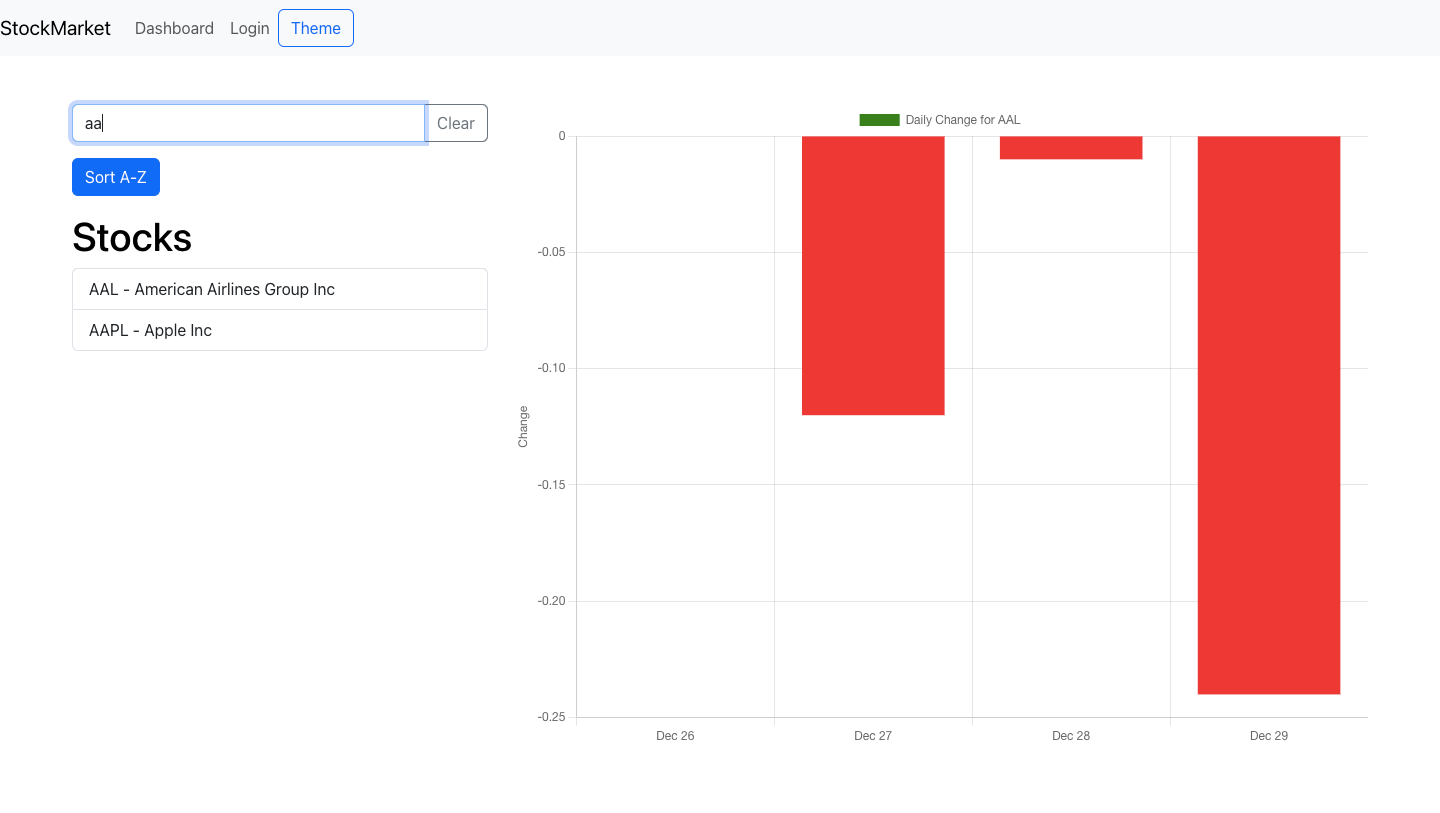 StockMarket Dashboard Login Theme
aa Clear
Sort A-Z
Stocks
AAL - American Airlines Group Inc
AAPL - Apple Inc
Daily Change for AAL
0
-0.05
-0.10
-0.15
-0.20
-0.25
Change
Dec 26 Dec 27 Dec 28 Dec 29